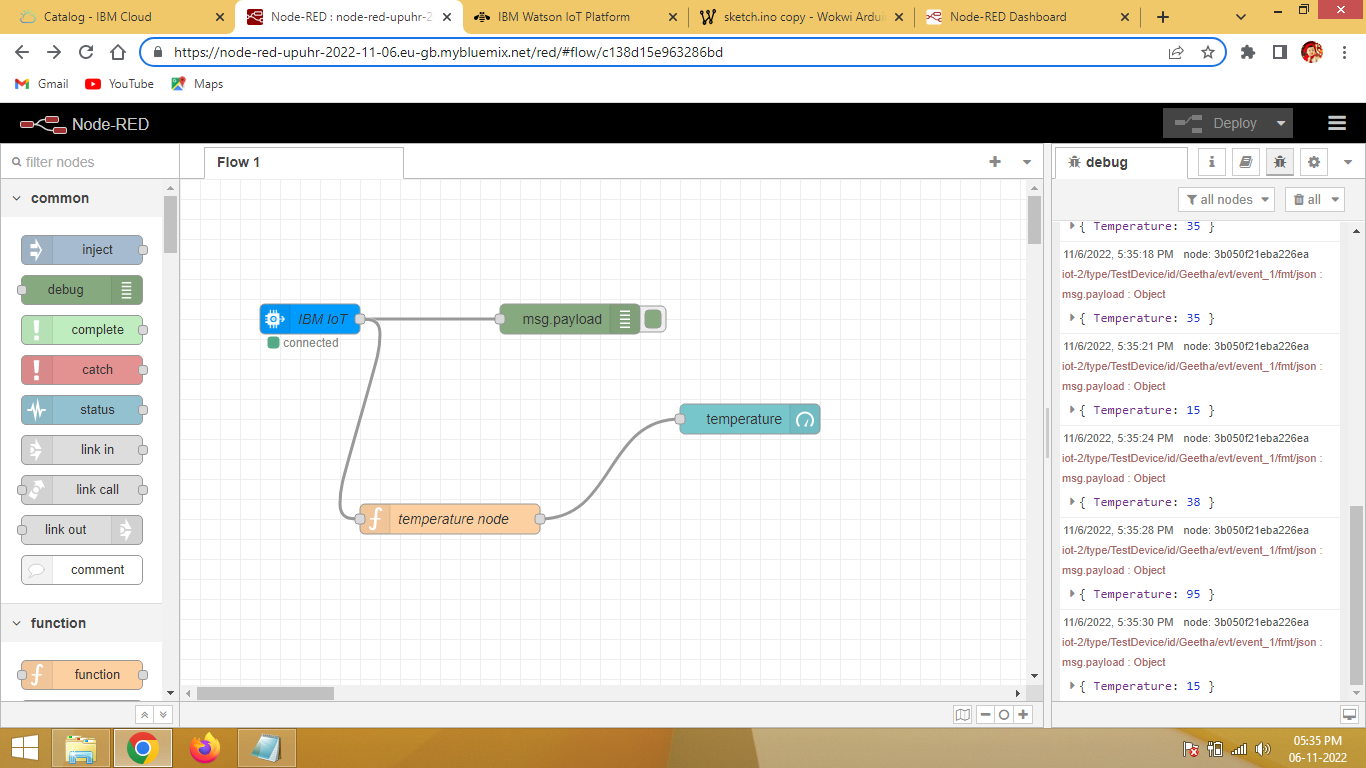 Catalog - IBM Cloud
Node-RED : node-red-upuhr-2
IBM Watson IoT Platform
sketch.ino copy - Wokwi Ardui
Node-RED Dashboard
https://node-red-upuhr-2022-11-06.eu-gb.mybluemix.net/red/#flow/c138d15e963286bd
Gmail
YouTube
Maps
Node-RED
Deploy
filter nodes
common
inject
debug
complete
catch
status
link in
link call
link out
comment
function
function
Flow 1
IBM IoT
connected
msg.payload
temperature
temperature node
debug
all nodes
all
{ Temperature: 35 }
11/6/2022, 5:35:18 PM node: 3b050f21eba226ea
iot-2/type/TestDevice/id/Geetha/evt/event_1/fmt/json :
msg.payload : Object
{ Temperature: 35 }
11/6/2022, 5:35:21 PM node: 3b050f21eba226ea
iot-2/type/TestDevice/id/Geetha/evt/event_1/fmt/json :
msg.payload : Object
{ Temperature: 15 }
11/6/2022, 5:35:24 PM node: 3b050f21eba226ea
iot-2/type/TestDevice/id/Geetha/evt/event_1/fmt/json :
msg.payload : Object
{ Temperature: 38 }
11/6/2022, 5:35:28 PM node: 3b050f21eba226ea
iot-2/type/TestDevice/id/Geetha/evt/event_1/fmt/json :
msg.payload : Object
{ Temperature: 95 }
11/6/2022, 5:35:30 PM node: 3b050f21eba226ea
iot-2/type/TestDevice/id/Geetha/evt/event_1/fmt/json :
msg.payload : Object
{ Temperature: 15 }
05:35 PM
06-11-2022